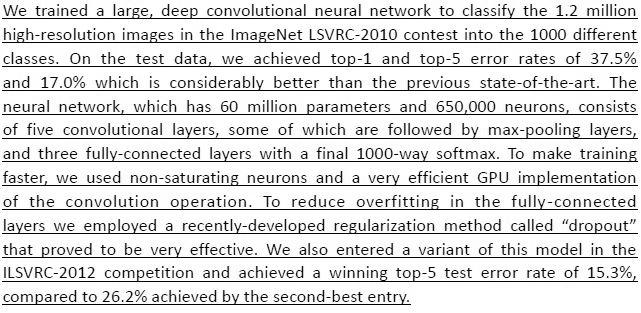 We trained a large, deep convolutional neural network to classify the 1.2 million
high-resolution images in the ImageNet LSVRC-2010 contest into the 1000 different
classes. On the test data, we achieved top-1 and top-5 error rates of 37.5%
and 17.0% which is considerably better than the previous state-of-the-art. The
neural network, which has 60 million parameters and 650,000 neurons, consists
of five convolutional layers, some of which are followed by max-pooling layers,
and three fully-connected layers with a final 1000-way softmax. To make training
faster, we used non-saturating neurons and a very efficient GPU implementation
of the convolution operation. To reduce overfitting in the fully-connected
layers we employed a recently-developed regularization method called “dropout”
that proved to be very effective. We also entered a variant of this model in the
ILSVRC-2012 competition and achieved a winning top-5 test error rate of 15.3%,
compared to 26.2% achieved by the second-best entry.